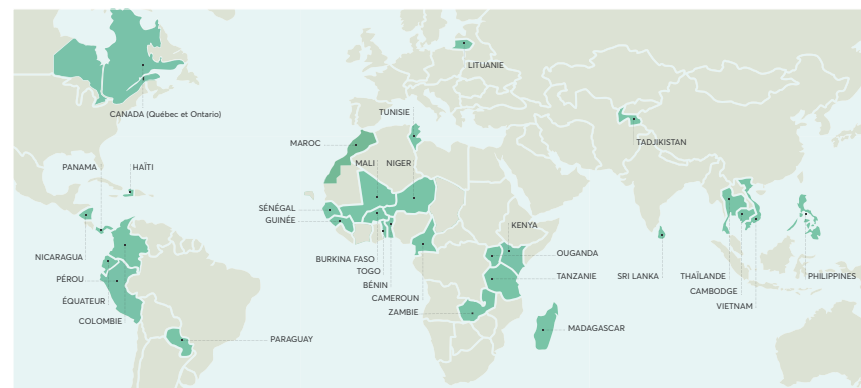 LITUANIE
CANADA (Québec et Ontario)
TUNISIE
TADJIKISTAN
MAROC
PANAMA
HAÏTI
MALI
NIGER
SÉNÉGAL
GUINÉE
KENYA
NICARAGUA
BURKINA FASO
OUGANDA
TOGO
PÉROU
TANZANIE
SRI LANKA
THAÏLANDE
PHILIPPINES
BÉNIN
CAMBODGE
ÉQUATEUR
CAMEROUN
VIETNAM
ZAMBIE
COLOMBIE
MADAGASCAR
PARAGUAY